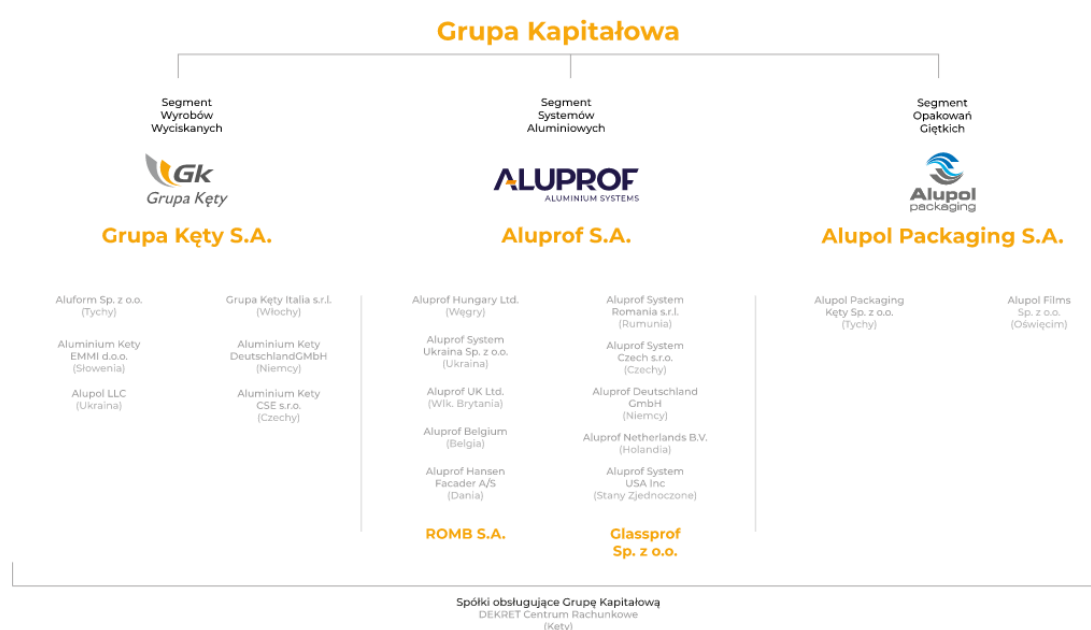 Grupa Kapitałowa
Segment
Wyrobów
Wyciskanych
Gk
Grupa Kęty
Grupa Kęty S.A.
Aluform Sp. z o.o.
(Tychy)
Aluminium Kety
EMMI d.o.o.
(Słowenia)
Alupol LLC
(Ukraina)
Grupa Kęty Italia s.r.l.
(Włochy)
Aluminium Kety
DeutschlandGMbH
(Niemcy)
Aluminium Kety
CSE s.r.o.
(Czechy)
Segment
Systemów
Aluminiowych
ALUPROF
ALUMINIUM SYSTEMS
Aluprof S.A.
Aluprof Hungary Ltd.
(Węgry)
Aluprof System
Ukraina Sp. z o.o.
(Ukraina)
Aluprof UK Ltd.
(Wlk. Brytania)
Aluprof Belgium
(Belgia)
Aluprof Hansen
Facader A/S
(Dania)
ROMB S.A.
Aluprof System
Romania s.r.l.
(Rumunia)
Aluprof System
Czech s.r.o.
(Czechy)
Aluprof Deutschland
GmbH
(Niemcy)
Aluprof Netherlands B.V.
(Holandia)
Aluprof System
USA Inc
(Stany Zjednoczone)
Glassprof
Sp. z o.o.
Segment
Opakowań
Giętkich
Alupol
packaging
Alupol Packaging S.A.
Alupol Packaging
Kęty Sp. z o.o.
(Tychy)
Alupol Films
Sp. z o.o.
(Oświęcim)
Spółki obsługujące Grupę Kapitałową
DEKRET Centrum Rachunkowe
(Kęty)